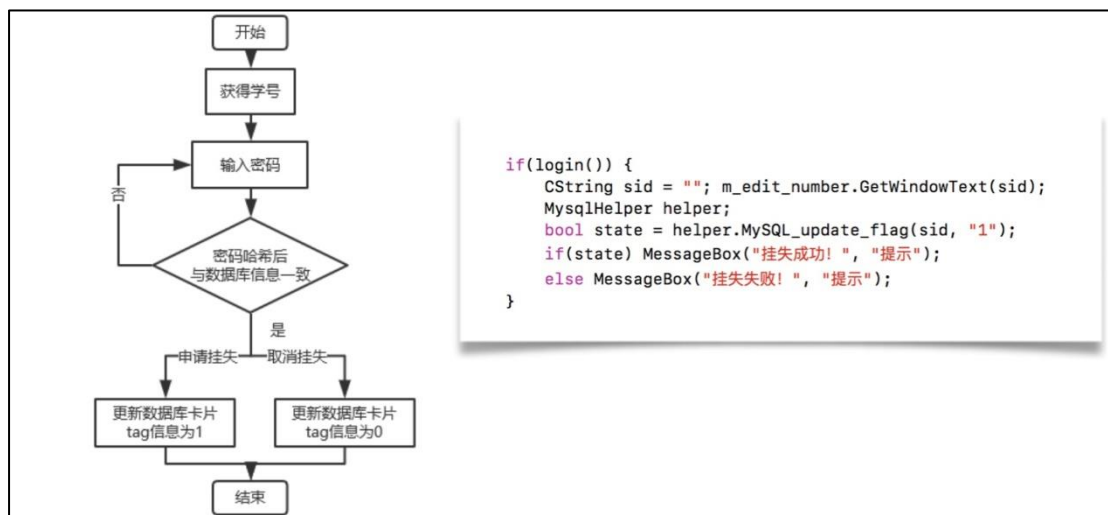 开始
获得学号
输入密码
否
密码哈希后
与数据库信息一致
是
申请挂失
取消挂失
更新数据库卡片
tag信息为1
更新数据库卡片
tag信息为0
结束
if(login()) {
CString sid = ""; m_edit_number.GetWindowText(sid);
MysqlHelper helper;
bool state = helper.MySQL_update_flag(sid, "1");
if(state) MessageBox("挂失成功! ", "提示");
else MessageBox("挂失失败! ", "提示");
}